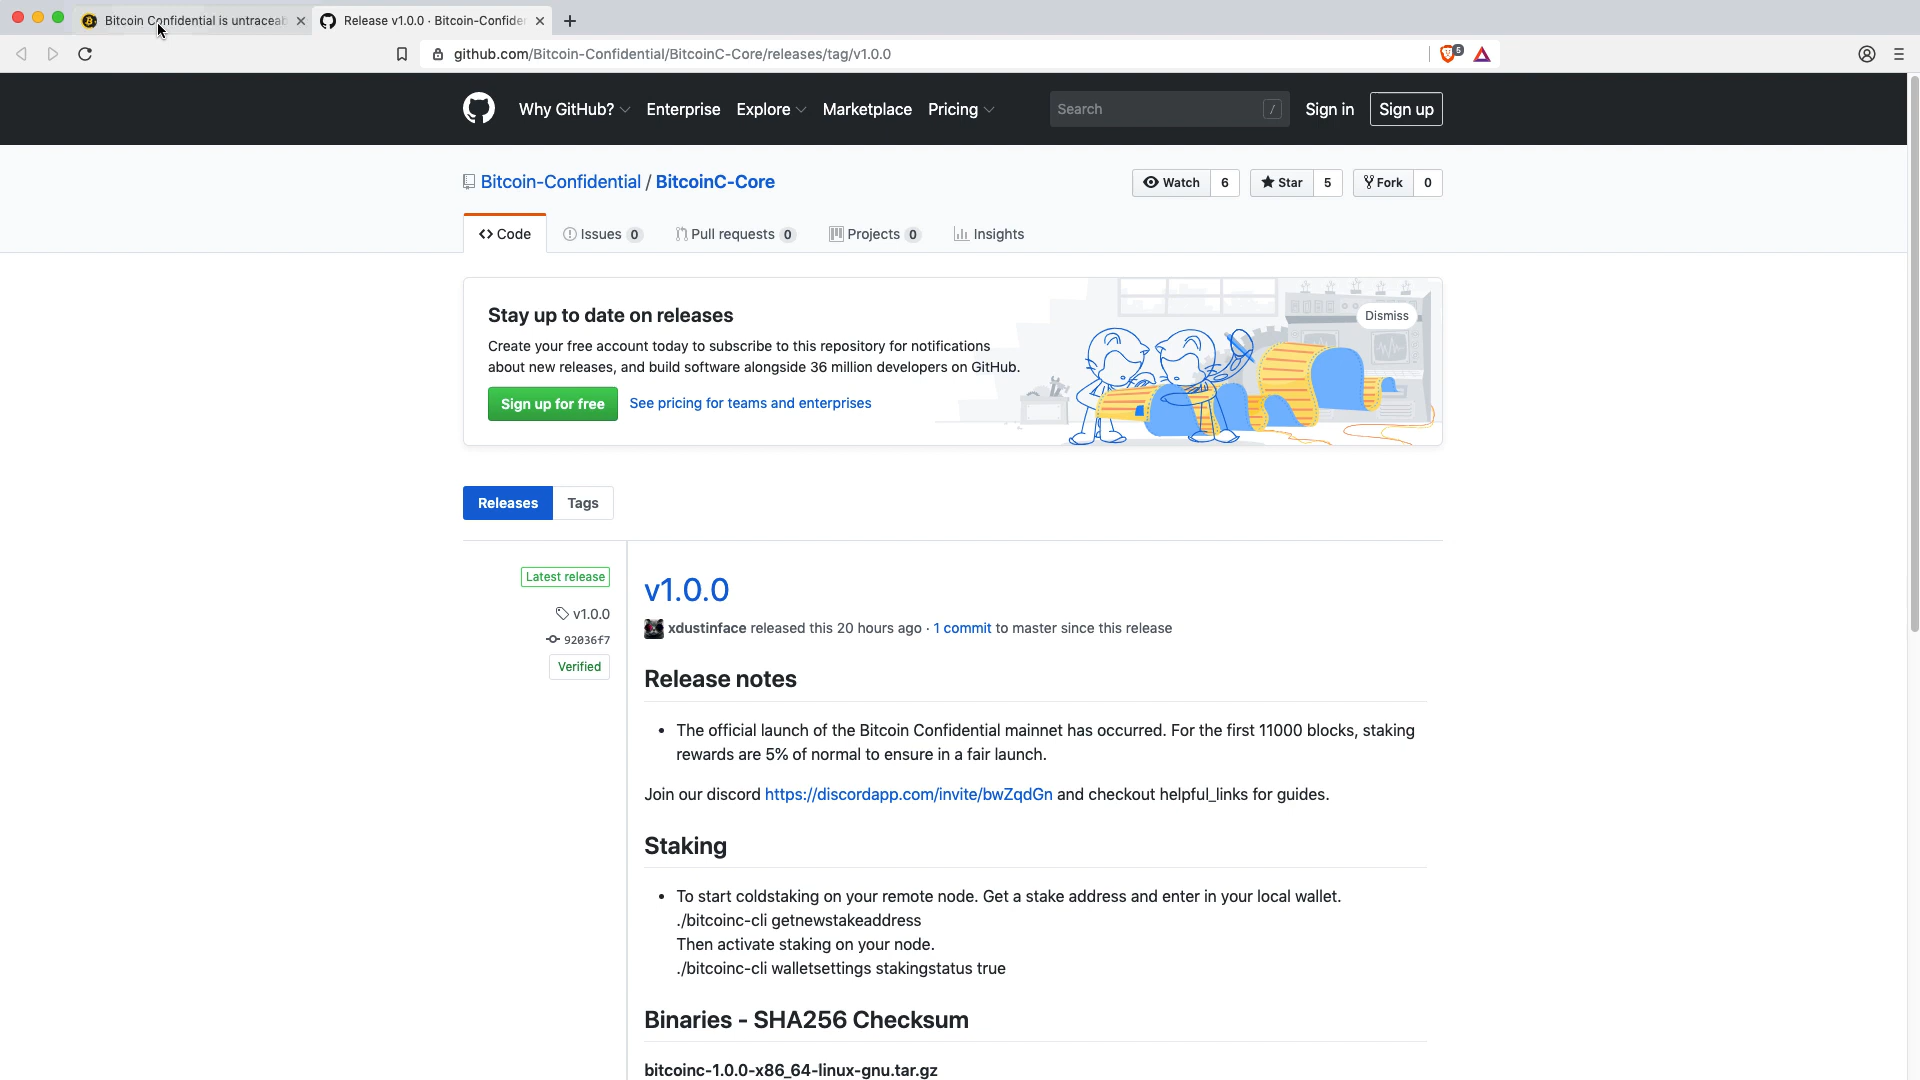 Bitcoin Confidential is untraceab
Release v1.0.0 · Bitcoin-Confiden
github.com/Bitcoin-Confidential/BitcoinC-Core/releases/tag/v1.0.0
5
Why GitHub?
Enterprise
Explore
Marketplace
Pricing
Search
/
Sign in
Sign up
Bitcoin-Confidential / BitcoinC-Core
Watch 6
Star 5
Fork 0
Code
Issues 0
Pull requests 0
Projects 0
Insights
Stay up to date on releases
Dismiss
Create your free account today to subscribe to this repository for notifications
about new releases, and build software alongside 36 million developers on GitHub.
Sign up for free
See pricing for teams and enterprises
Releases
Tags
Latest release
v1.0.0
92036f7
Verified
v1.0.0
xdustinface released this 20 hours ago · 1 commit to master since this release
Release notes
• The official launch of the Bitcoin Confidential mainnet has occurred. For the first 11000 blocks, staking
rewards are 5% of normal to ensure in a fair launch.
Join our discord https://discordapp.com/invite/bwZqdGn and checkout helpful_links for guides.
Staking
• To start coldstaking on your remote node. Get a stake address and enter in your local wallet.
./bitcoinc-cli getnewstakeaddress
Then activate staking on your node.
./bitcoinc-cli walletsettings stakingstatus true
Binaries - SHA256 Checksum
bitcoinc-1.0.0-x86_64-linux-gnu.tar.gz